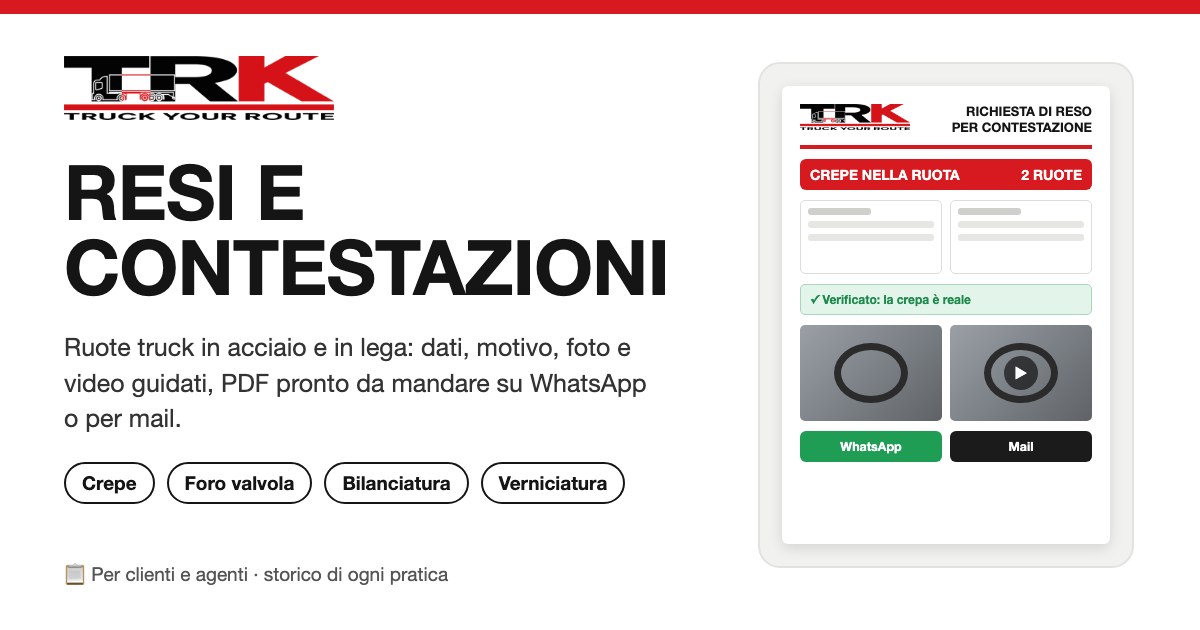 TRK
TRUCK YOUR ROUTE
RESI E
CONTESTAZIONI
Ruote truck in acciaio e in lega: dati, motivo, foto e
video guidati, PDF pronto da mandare su WhatsApp
o per mail.
Crepe
Foro valvola
Bilanciatura
Verniciatura
📋 Per clienti e agenti · storico di ogni pratica
TRK
TRUCK YOUR ROUTE
RICHIESTA DI RESO
PER CONTESTAZIONE
CREPE NELLA RUOTA
2 RUOTE
✓ Verificato: la crepa è reale
WhatsApp
Mail